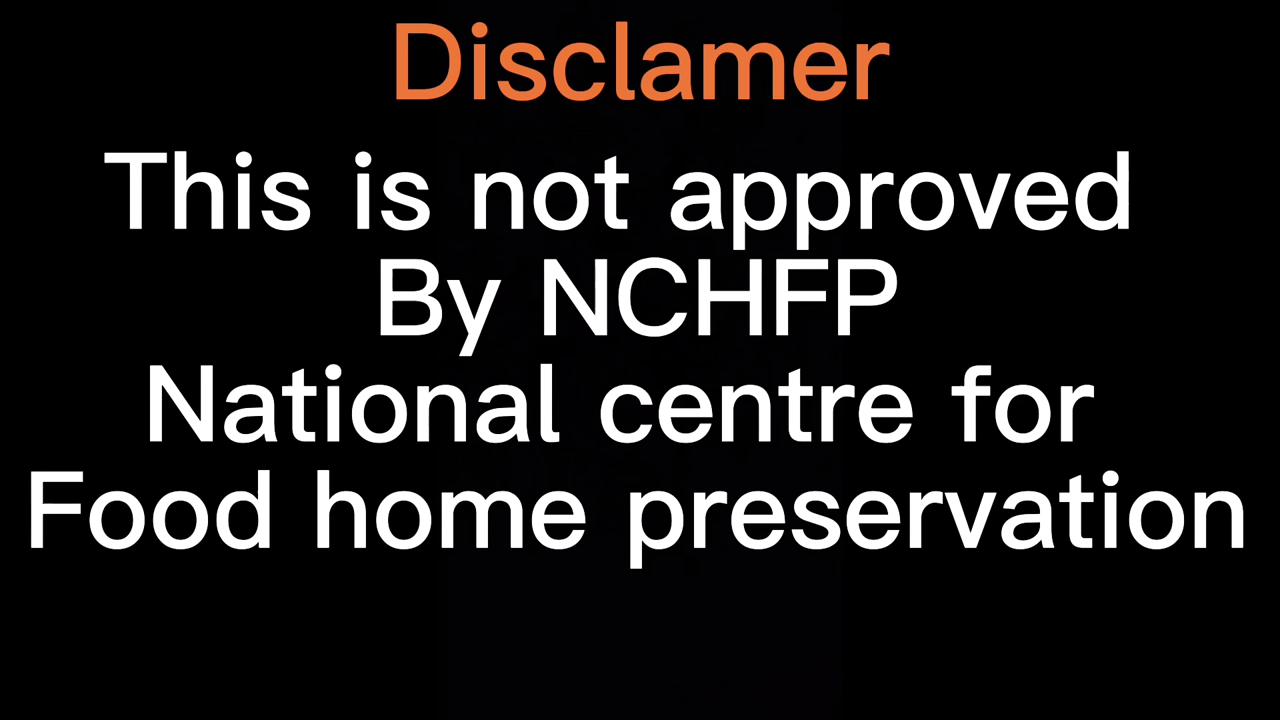 Disclamer
This is not approved
By NCHFP
National centre for
Food home preservation